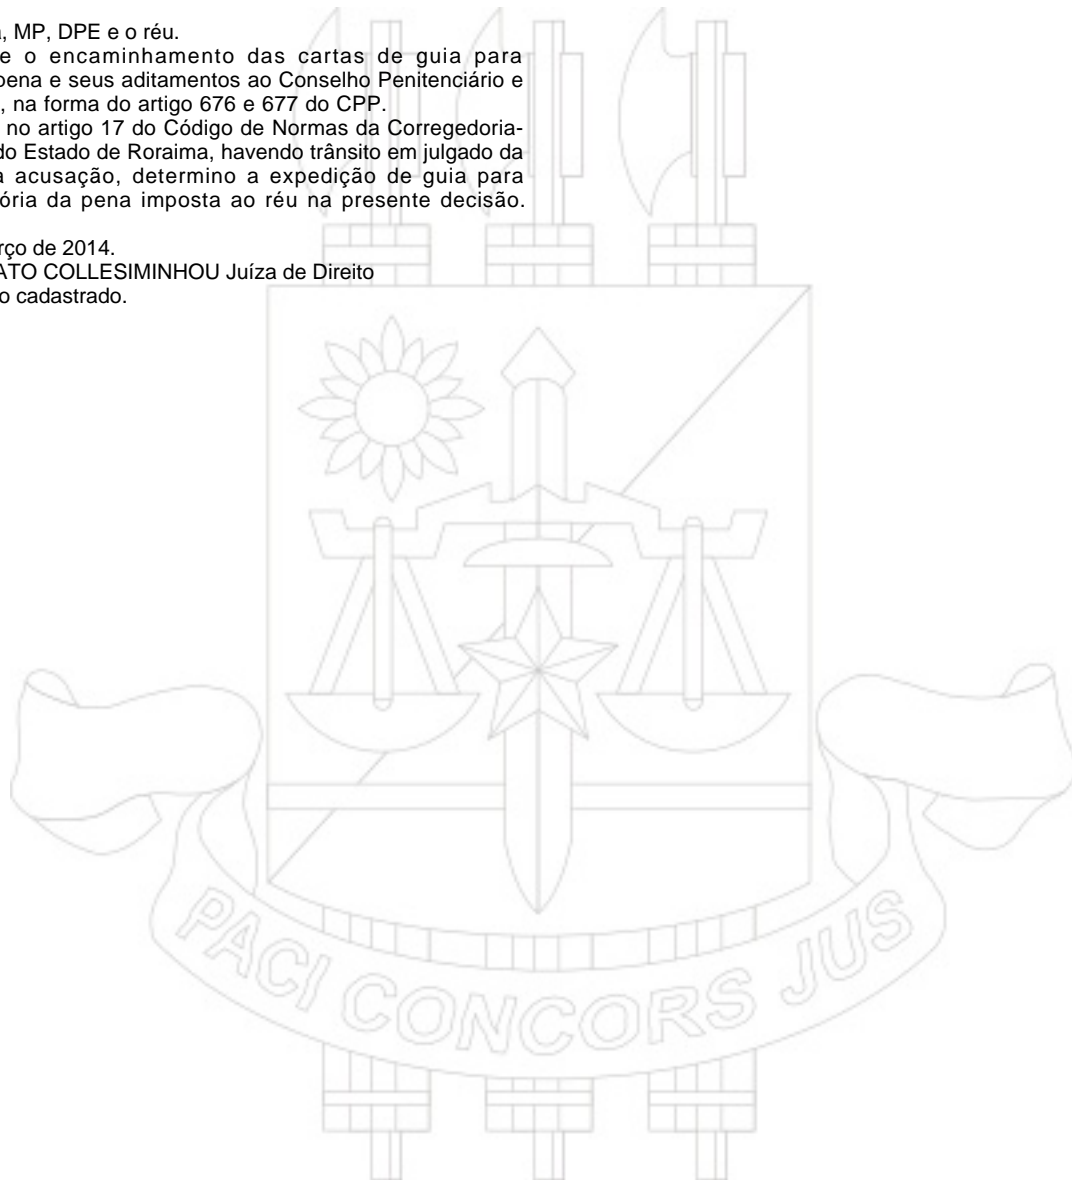 , MP, DPE e o réu.
e o encaminhamento das cartas de guia para
pena e seus aditamentos ao Conselho Penitenciário e
, na forma do artigo 676 e 677 do CPP.
no artigo 17 do Código de Normas da Corregedoria-
do Estado de Roraima, havendo trânsito em julgado da
a acusação, determino a expedição de guia para
ória da pena imposta ao réu na presente decisão.
rço de 2014.
ATO COLLESIMINHOU Juíza de Direito
o cadastrado.
PACI CONCORS JUS